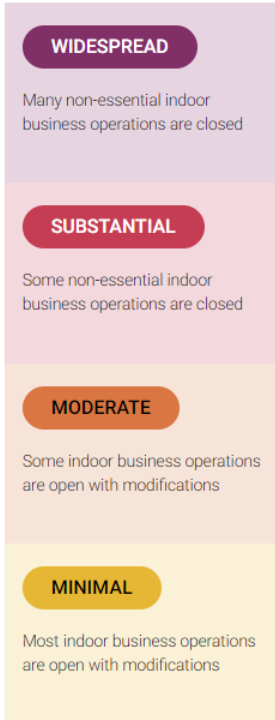 WIDESPREAD
Many non-essential indoor
business operations are closed
SUBSTANTIAL
Some non-essential indoor
business operations are closed
MODERATE
Some indoor business operations
are open with modifications
MINIMAL
Most indoor business operations
are open with modifications